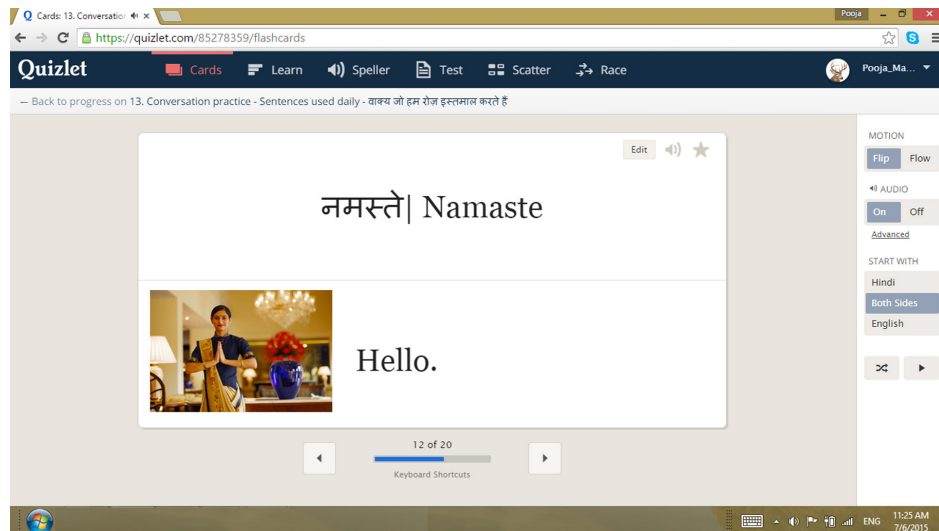 Cards: 13. Conversation
Pooja
https://quizlet.com/85278359/flashcards
Quizlet Cards Learn Speller Test Scatter Race Pooja_Ma...
← Back to progress on 13. Conversation practice - Sentences used daily - वाक्य जो हम रोज़ इस्तमाल करते हैं
Edit
नमस्ते| Namaste
Hello.
12 of 20
Keyboard Shortcuts
MOTION
Flip Flow
AUDIO
On Off
Advanced
START WITH
Hindi
Both Sides
English
ENG
11:25 AM
7/6/2015